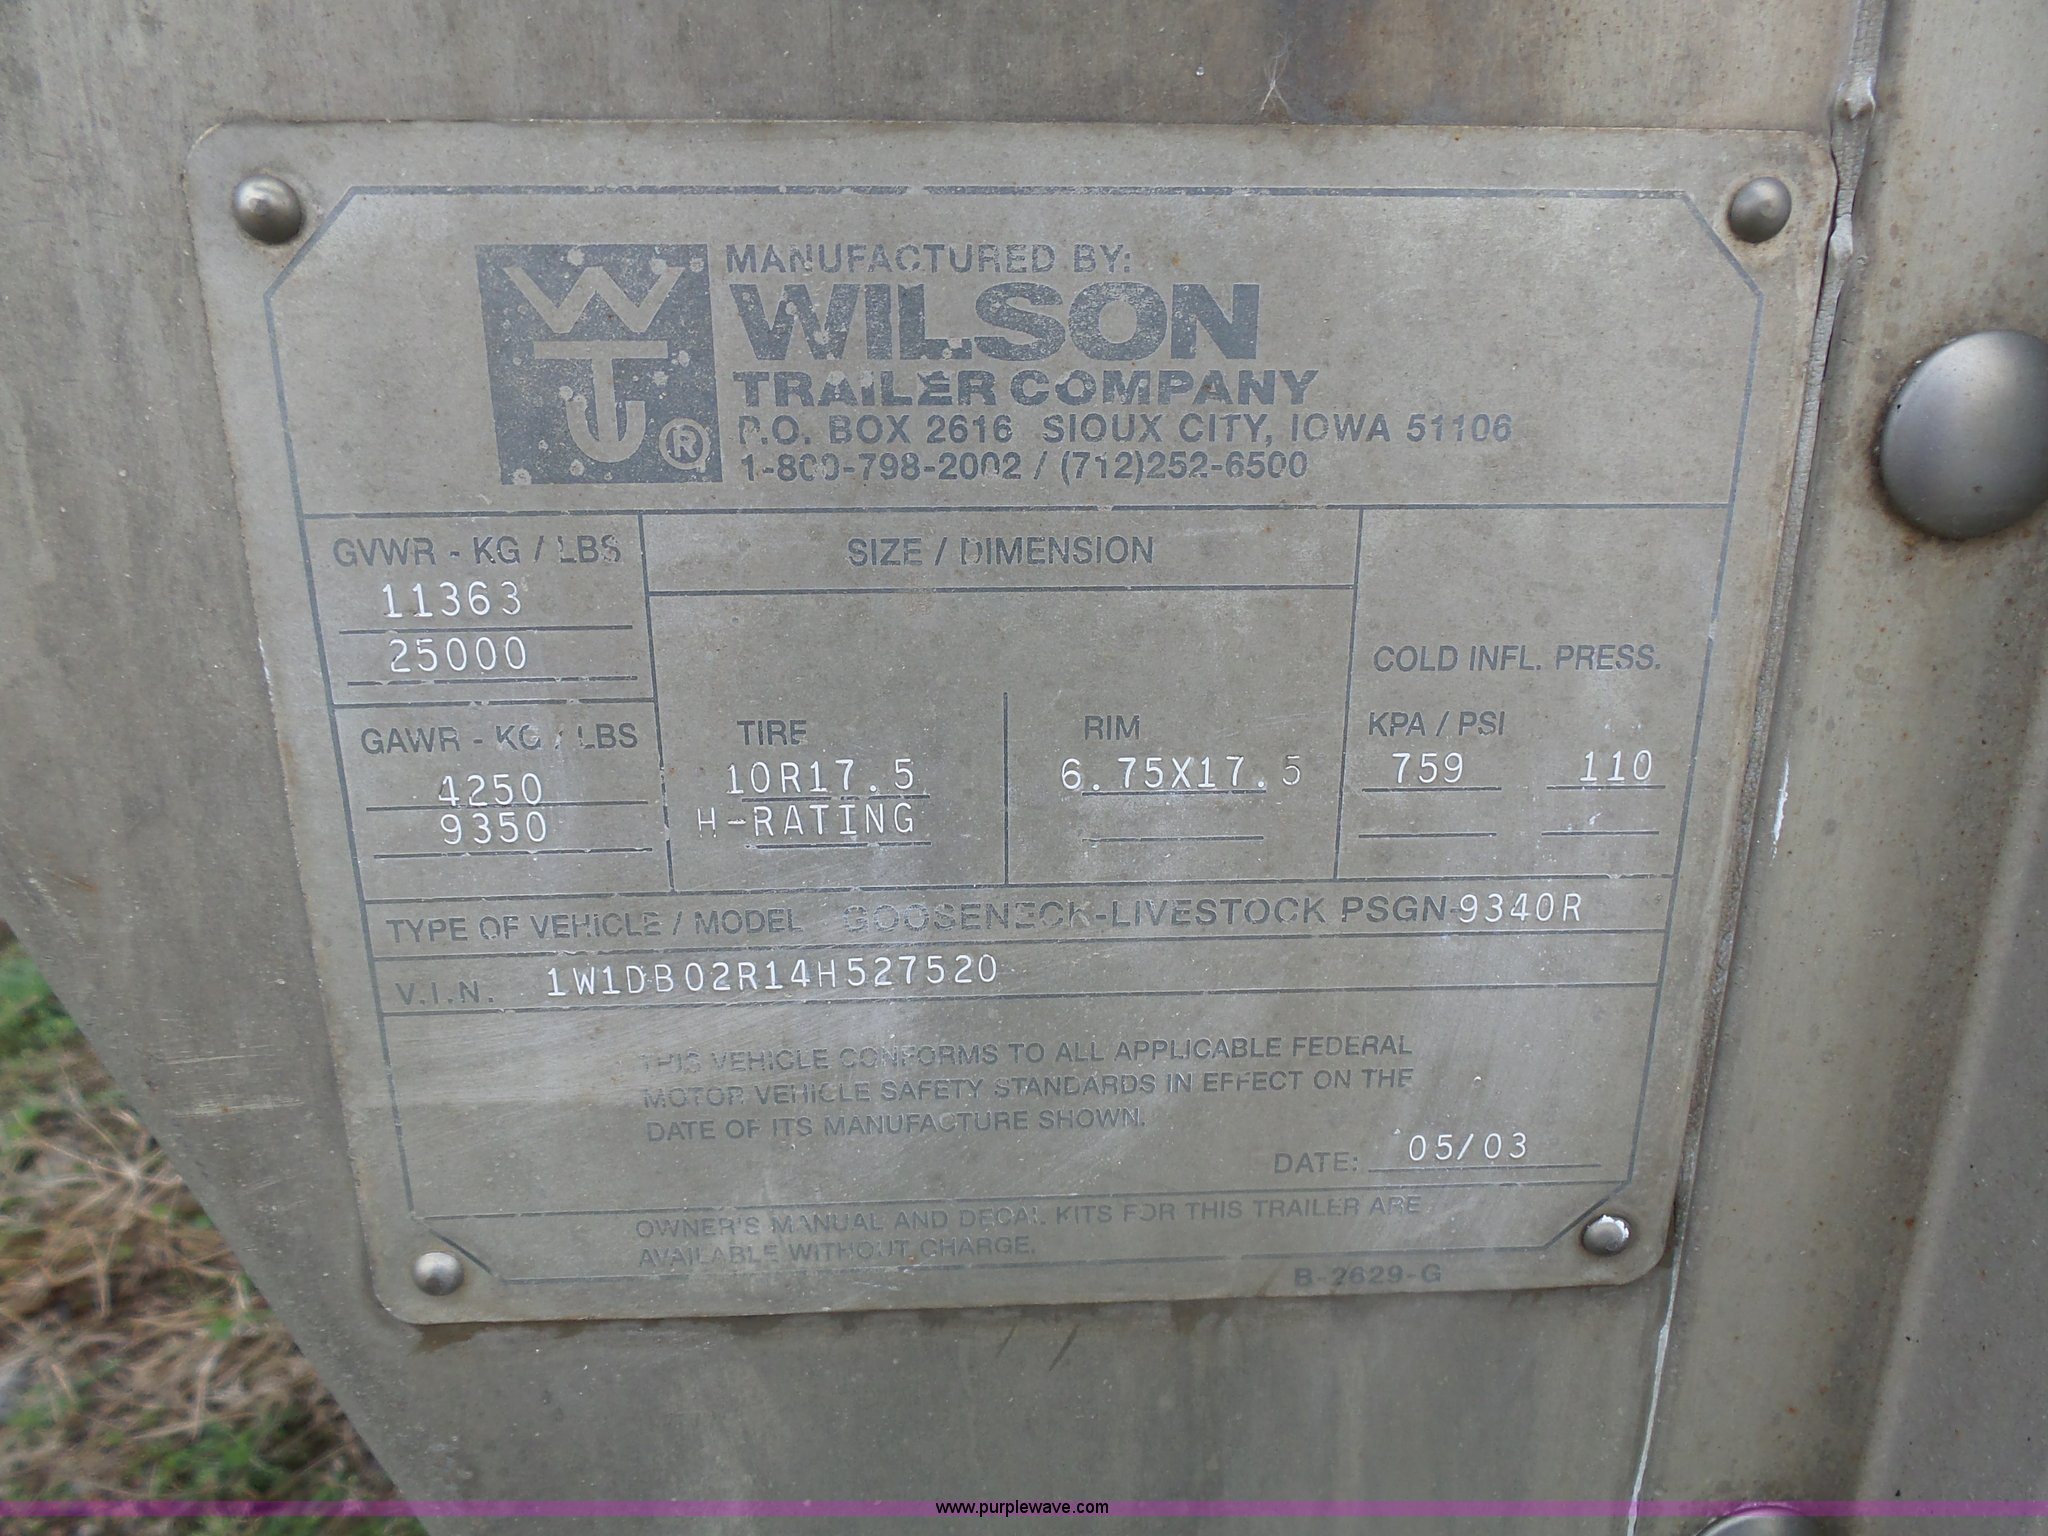 WT
®
MANUFACTURED BY:
WILSON
TRAILER COMPANY
P.O. BOX 2616 SIOUX CITY, IOWA 51106
1-800-798-2002 / (712)252-6500
GVWR - KG / LBS
11363
25000
GAWR - KG / LBS
4250
9350
SIZE / DIMENSION
TIRE
10R17.5
H-RATING
RIM
6.75X17.5
COLD INFL. PRESS.
KPA / PSI
759 110
TYPE OF VEHICLE / MODEL GOOSENECK-LIVESTOCK PSGN-9340R
V.I.N. 1W1DB02R14H527520
THIS VEHICLE CONFORMS TO ALL APPLICABLE FEDERAL
MOTOR VEHICLE SAFETY STANDARDS IN EFFECT ON THE
DATE OF ITS MANUFACTURE SHOWN.
DATE: 05/03
OWNER'S MANUAL AND DECAL KITS FOR THIS TRAILER ARE
AVAILABLE WITHOUT CHARGE.
B-2629-G
www.purplewave.com